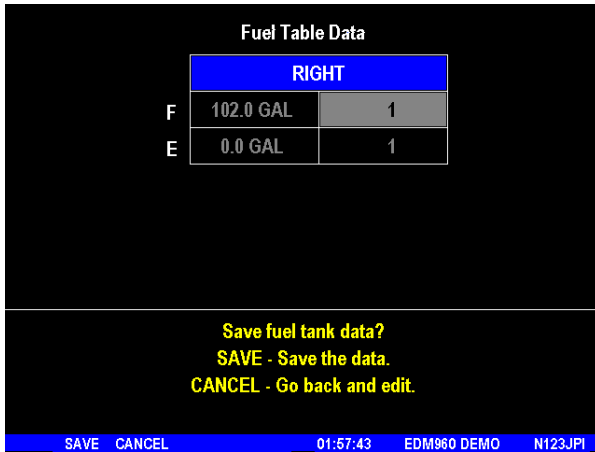 Fuel Table Data
RIGHT
F 102.0 GAL 1
E 0.0 GAL 1
Save fuel tank data?
SAVE - Save the data.
CANCEL - Go back and edit.
SAVE CANCEL 01:57:43 EDM960 DEMO N123JPI